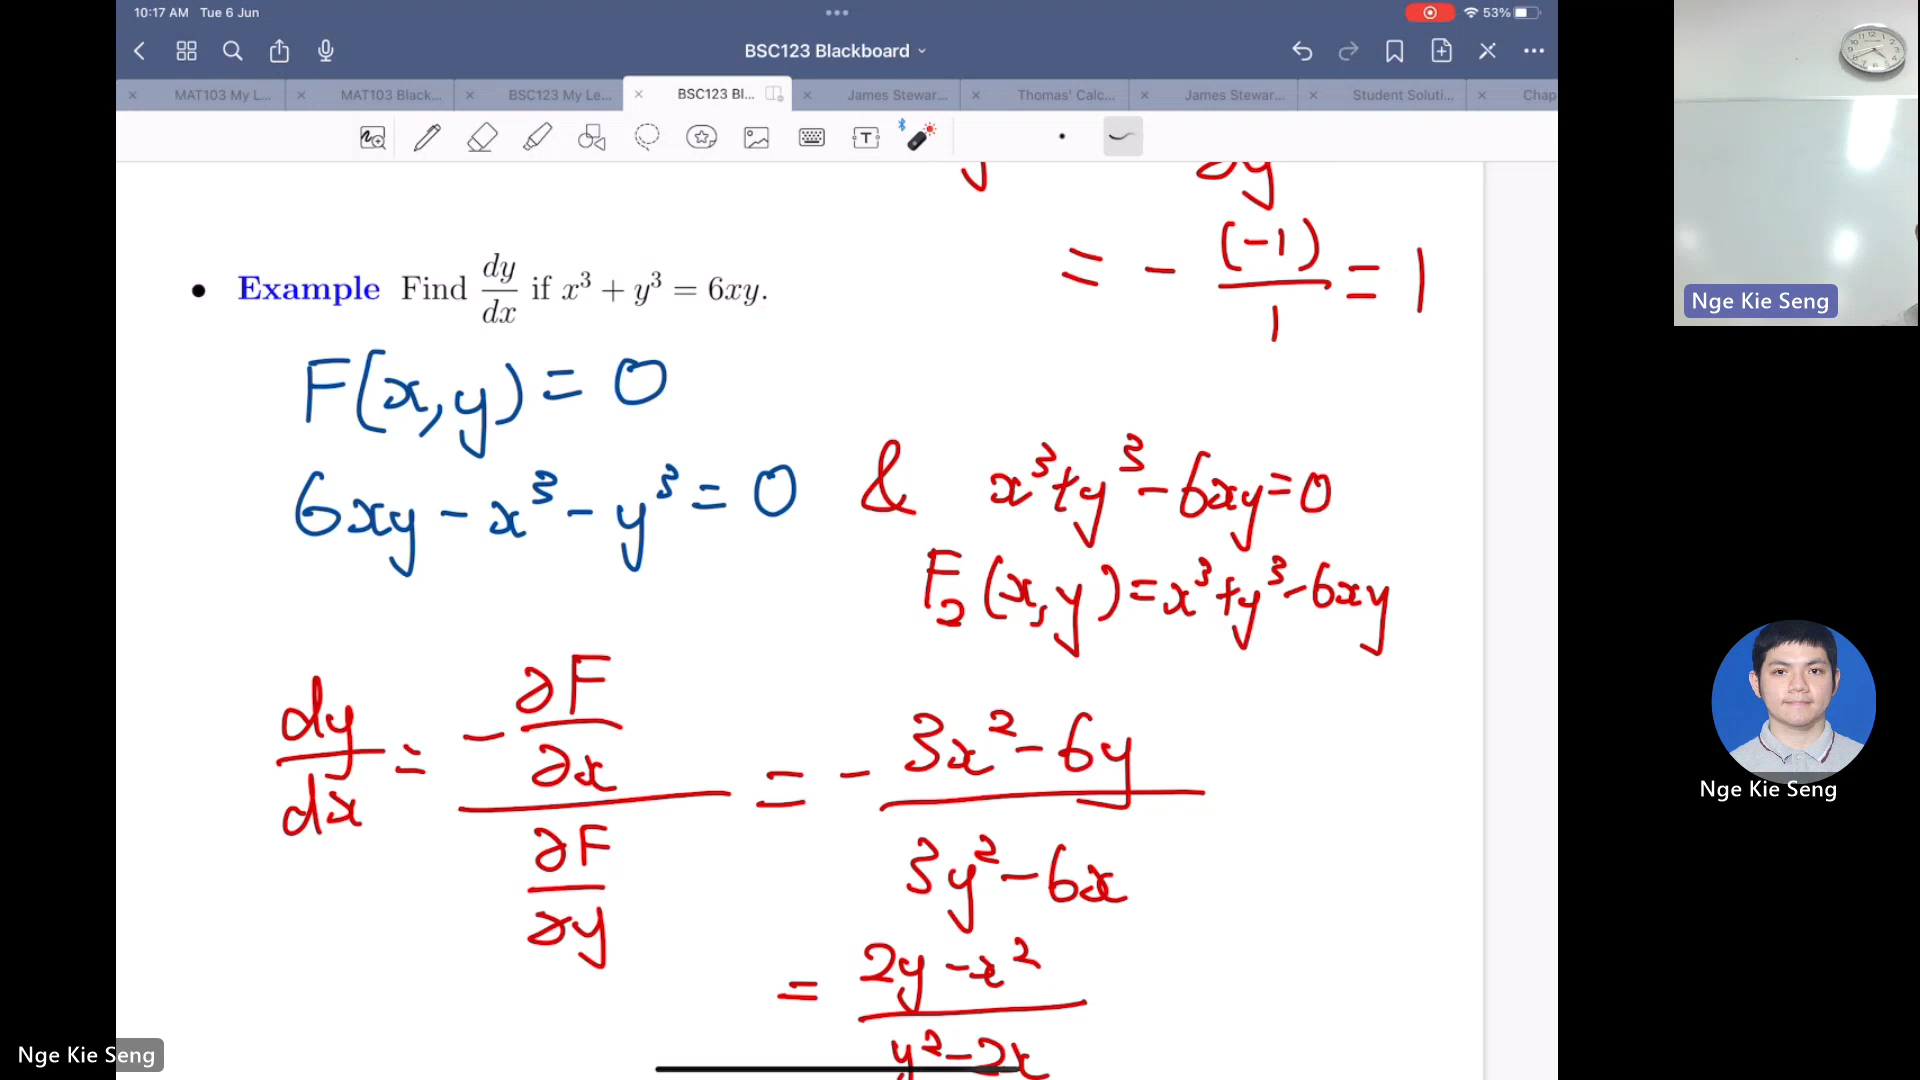 10:17 AM Tue 6 Jun
53%
BSC123 Blackboard
MAT103 My L...
MAT103 Black...
BSC123 My Le...
BSC123 Bl...
James Stewar...
Thomas' Calc...
James Stewar...
Student Soluti...
Chap
= - (-1)/1 = 1
• Example Find dy/dx if x³ + y³ = 6xy.
F(x,y) = 0
6xy - x³ - y³ = 0 & x³+y³-6xy=0
F₂(x,y)=x³+y³-6xy
dy/dx = -∂F/∂x / ∂F/∂y = - 3x²-6y / 3y²-6x
= 2y-x² / y²-2x
Nge Kie Seng
Nge Kie Seng
Nge Kie Seng